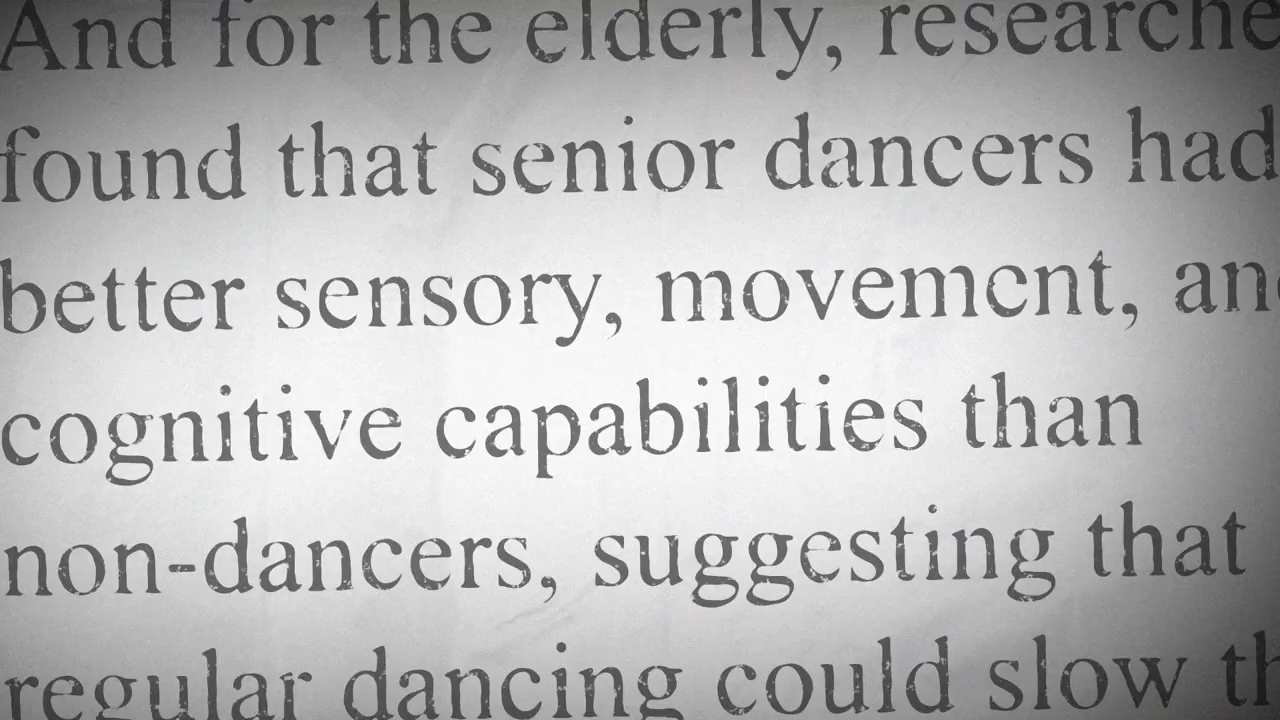 And for the elderly, researche
found that senior dancers had
better sensory, movement, an
cognitive capabilities than
non-dancers, suggesting that
regular dancing could slow th